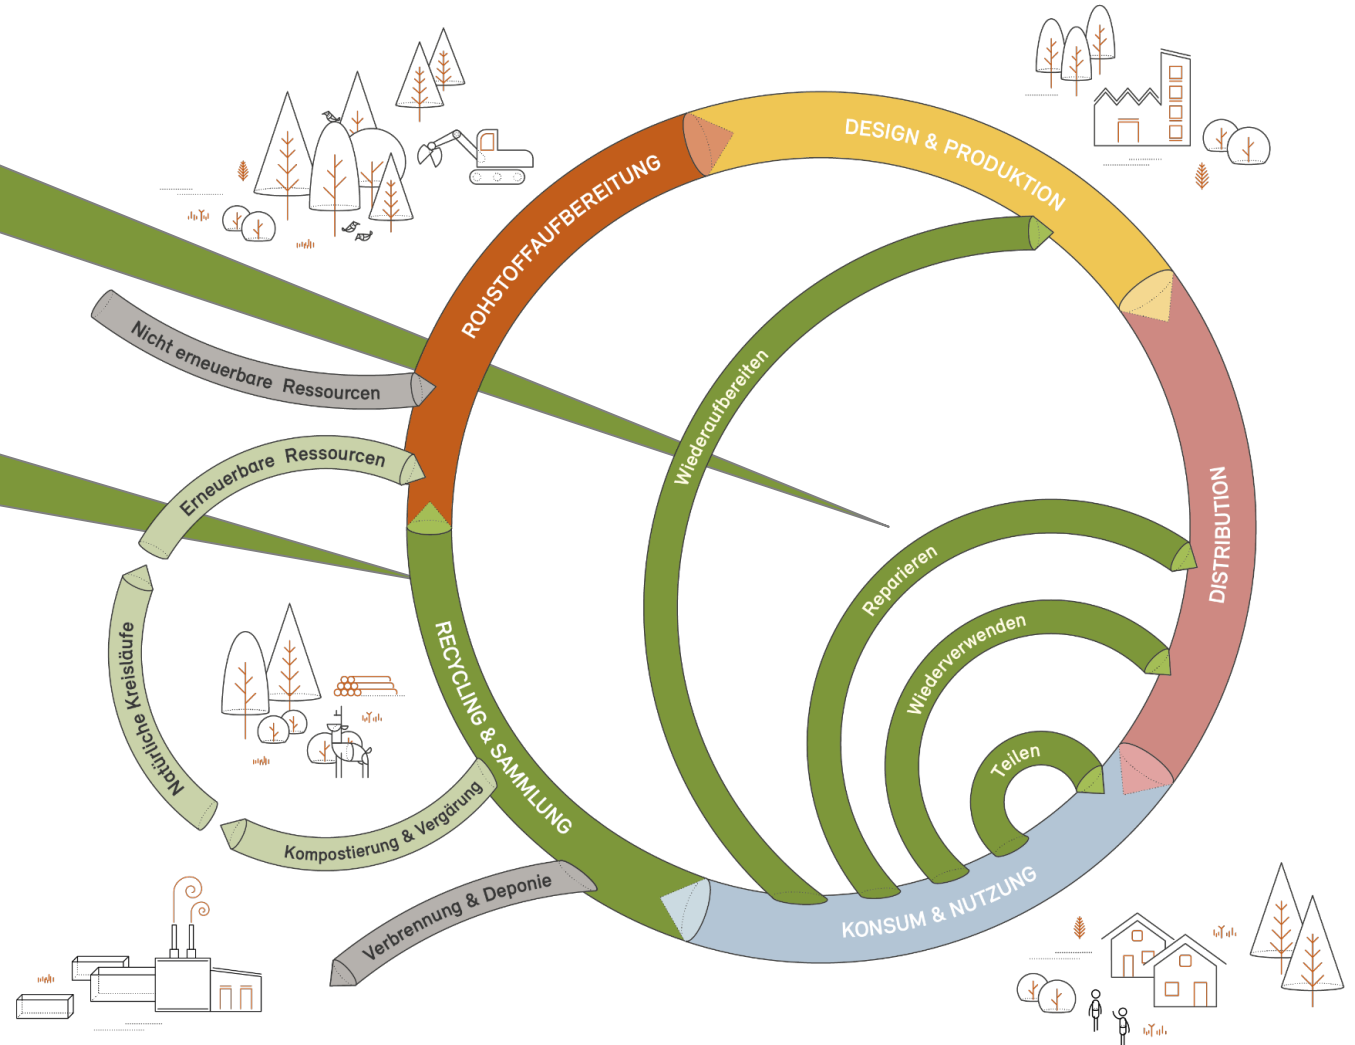 DESIGN & PRODUKTION
ROHSTOFFAUFBEREITUNG
Nicht erneuerbare Ressourcen
Wiederaufbereiten
Erneuerbare Ressourcen
DISTRIBUTION
Reparieren
Wiederverwenden
RECYCLING & SAMMLUNG
Natürliche Kreisläufe
Teilen
Kompostierung & Vergärung
Verbrennung & Deponie
KONSUM & NUTZUNG